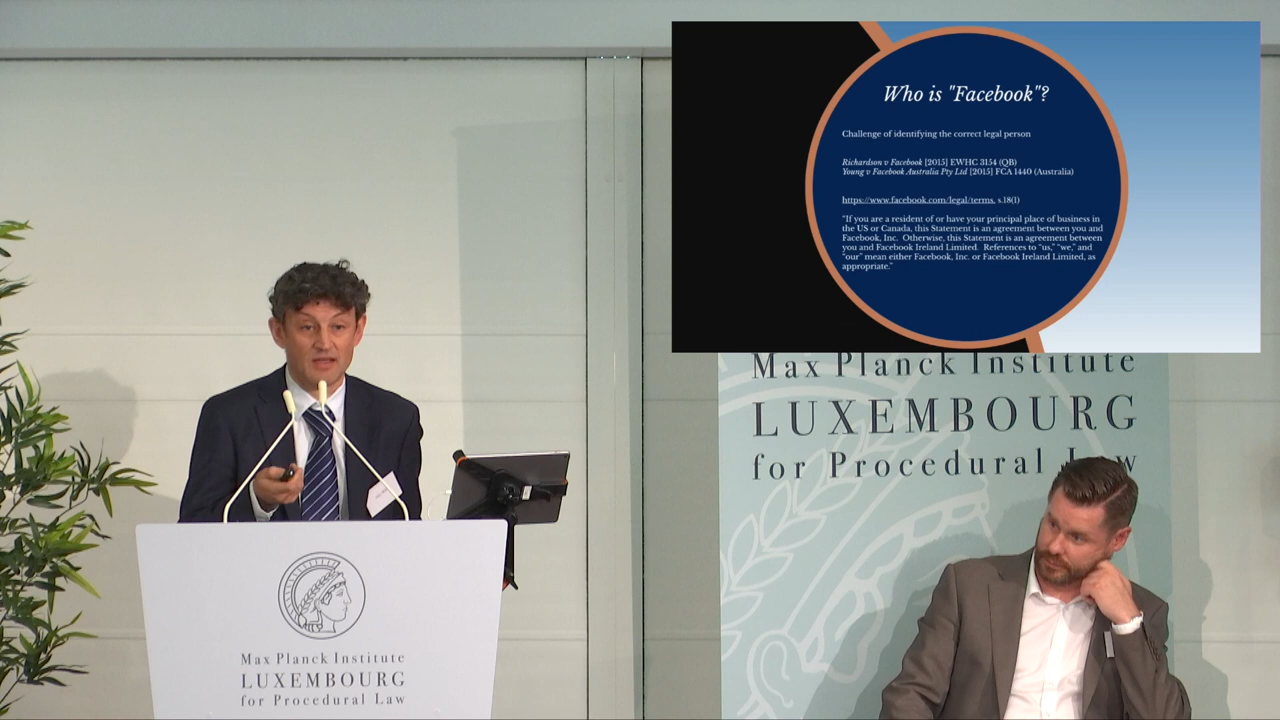 Who is "Facebook"?
Challenge of identifying the correct legal person
Richardson v Facebook [2015] EWHC 3154 (QB)
Young v Facebook Australia Pty Ltd [2015] FCA 1440 (Australia)
https://www.facebook.com/legal/terms, s.18(1)
"If you are a resident of or have your principal place of business in
the US or Canada, this Statement is an agreement between you and
Facebook, Inc. Otherwise, this Statement is an agreement between
you and Facebook Ireland Limited. References to "us," "we," and
"our" mean either Facebook, Inc. or Facebook Ireland Limited, as
appropriate."
Max Planck Institute
LUXEMBOURG
for Procedural Law
Max Planck Institute
LUXEMBOURG
for Procedural Law